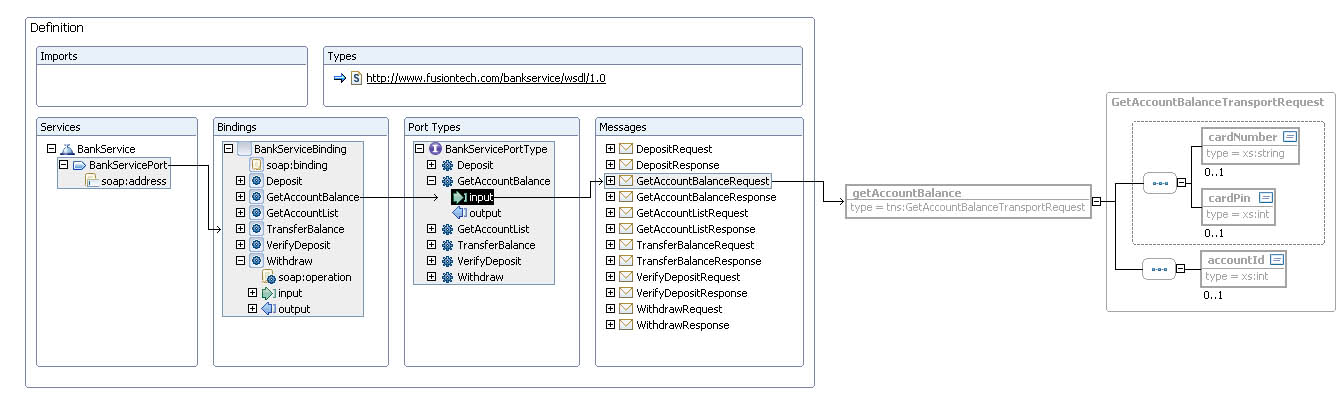 Definition
Imports
Types
http://www.fusiontech.com/bankservice/wsdl/1.0
Services
BankService
BankServicePort
soap:address
Bindings
BankServiceBinding
soap:binding
Deposit
GetAccountBalance
GetAccountList
TransferBalance
VerifyDeposit
Withdraw
soap:operation
input
output
Port Types
BankServicePortType
Deposit
GetAccountBalance
input
output
GetAccountList
TransferBalance
VerifyDeposit
Withdraw
Messages
DepositRequest
DepositResponse
GetAccountBalanceRequest
GetAccountBalanceResponse
GetAccountListRequest
GetAccountListResponse
TransferBalanceRequest
TransferBalanceResponse
VerifyDepositRequest
VerifyDepositResponse
WithdrawRequest
WithdrawResponse
getAccountBalance
type = tns:GetAccountBalanceTransportRequest
GetAccountBalanceTransportRequest
cardNumber
type = xs:string
0..1
cardPin
type = xs:int
0..1
accountId
type = xs:int
0..1